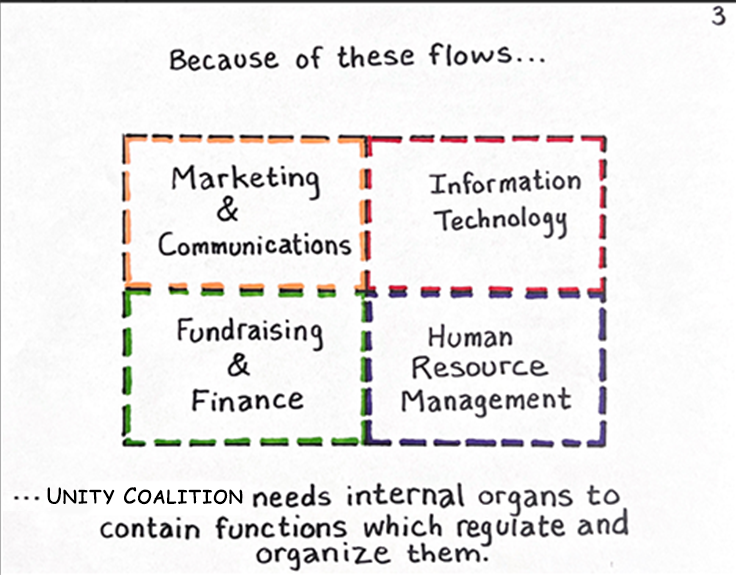 3
Because of these flows...
Marketing
&
Communications
Information
Technology
Fundraising
&
Finance
Human
Resource
Management
... UNITY COALITION needs internal organs to
contain functions which regulate and
organize them.